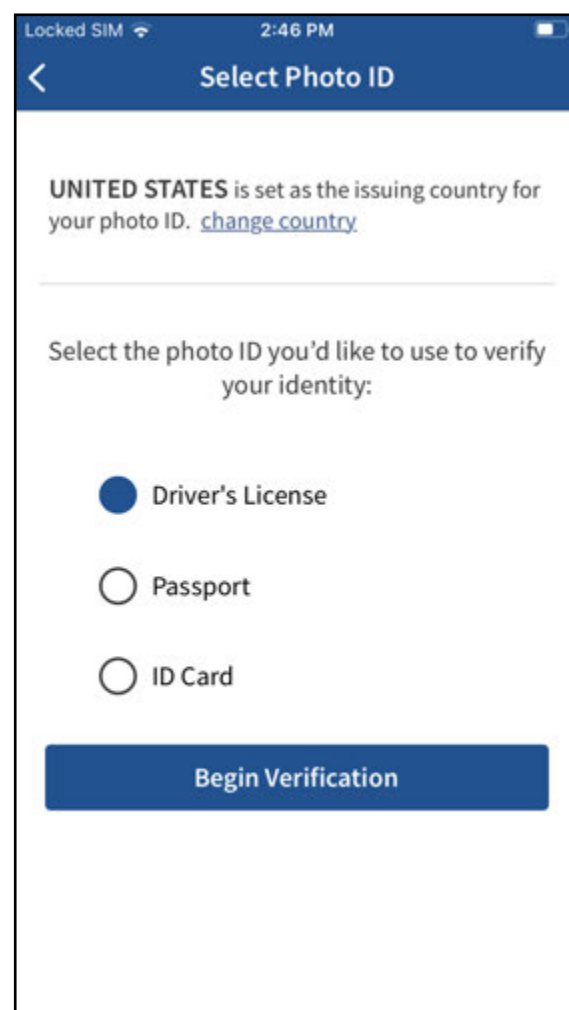 Locked SIM 2:46 PM
Select Photo ID
UNITED STATES is set as the issuing country for
your photo ID. change country
Select the photo ID you’d like to use to verify
your identity:
Driver's License
Passport
ID Card
Begin Verification